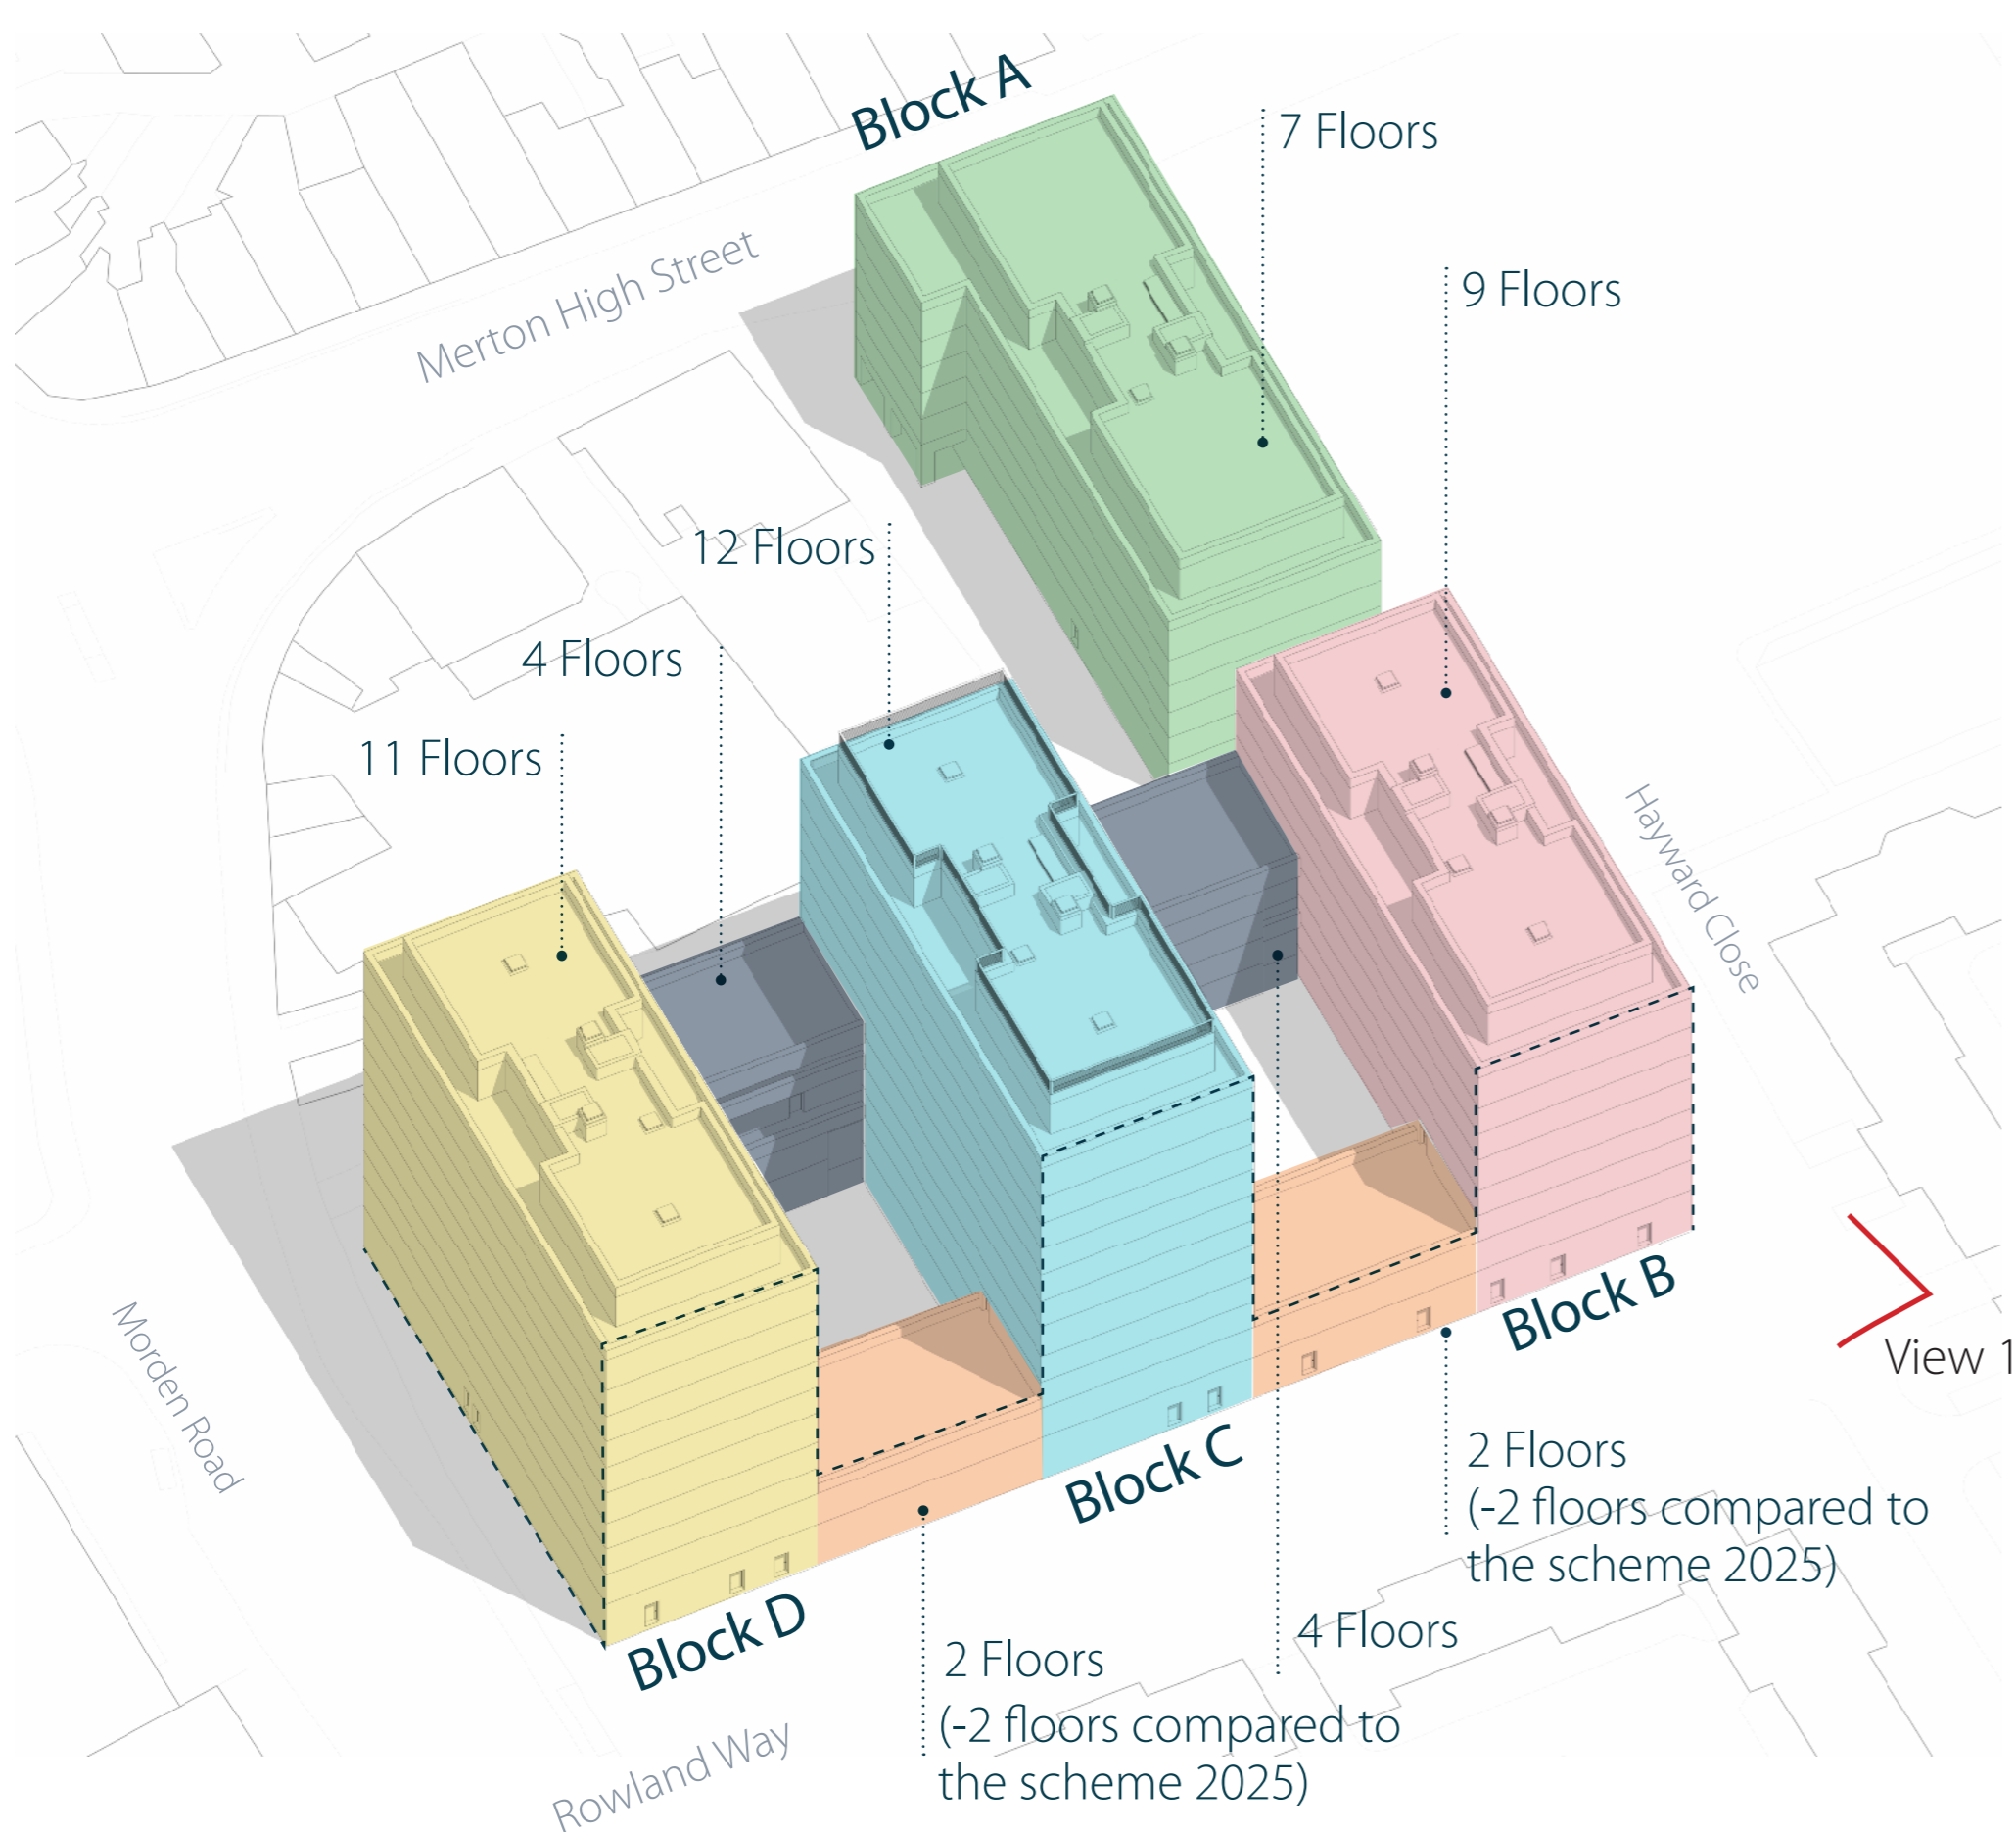 Block A
7 Floors
Merton High Street
9 Floors
12 Floors
4 Floors
11 Floors
Hayward Close
Morden Road
Block B
View 1
Block C
2 Floors
(-2 floors compared to
the scheme 2025)
Block D
4 Floors
2 Floors
(-2 floors compared to
the scheme 2025)
Rowland Way